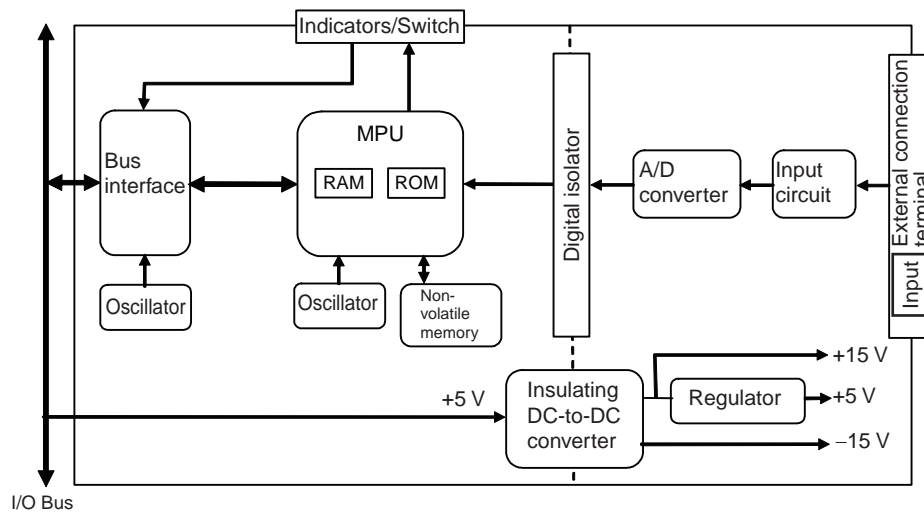 Indicators/Switch
MPU
RAM
ROM
Bus
interface
Oscillator
Oscillator
Non-
volatile
memory
Digital isolator
A/D
converter
Input
circuit
External connection
terminal
Input
+5 V
Insulating
DC-to-DC
converter
Regulator
+15 V
+5 V
−15 V
I/O Bus